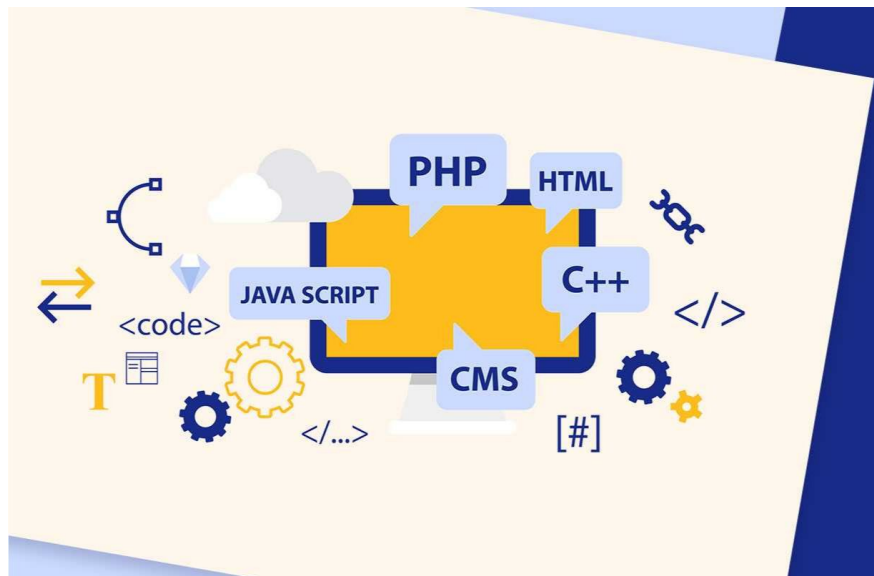 PHP
HTML
JAVA SCRIPT
C++
<code>
</>
T
CMS
</...>
[#]